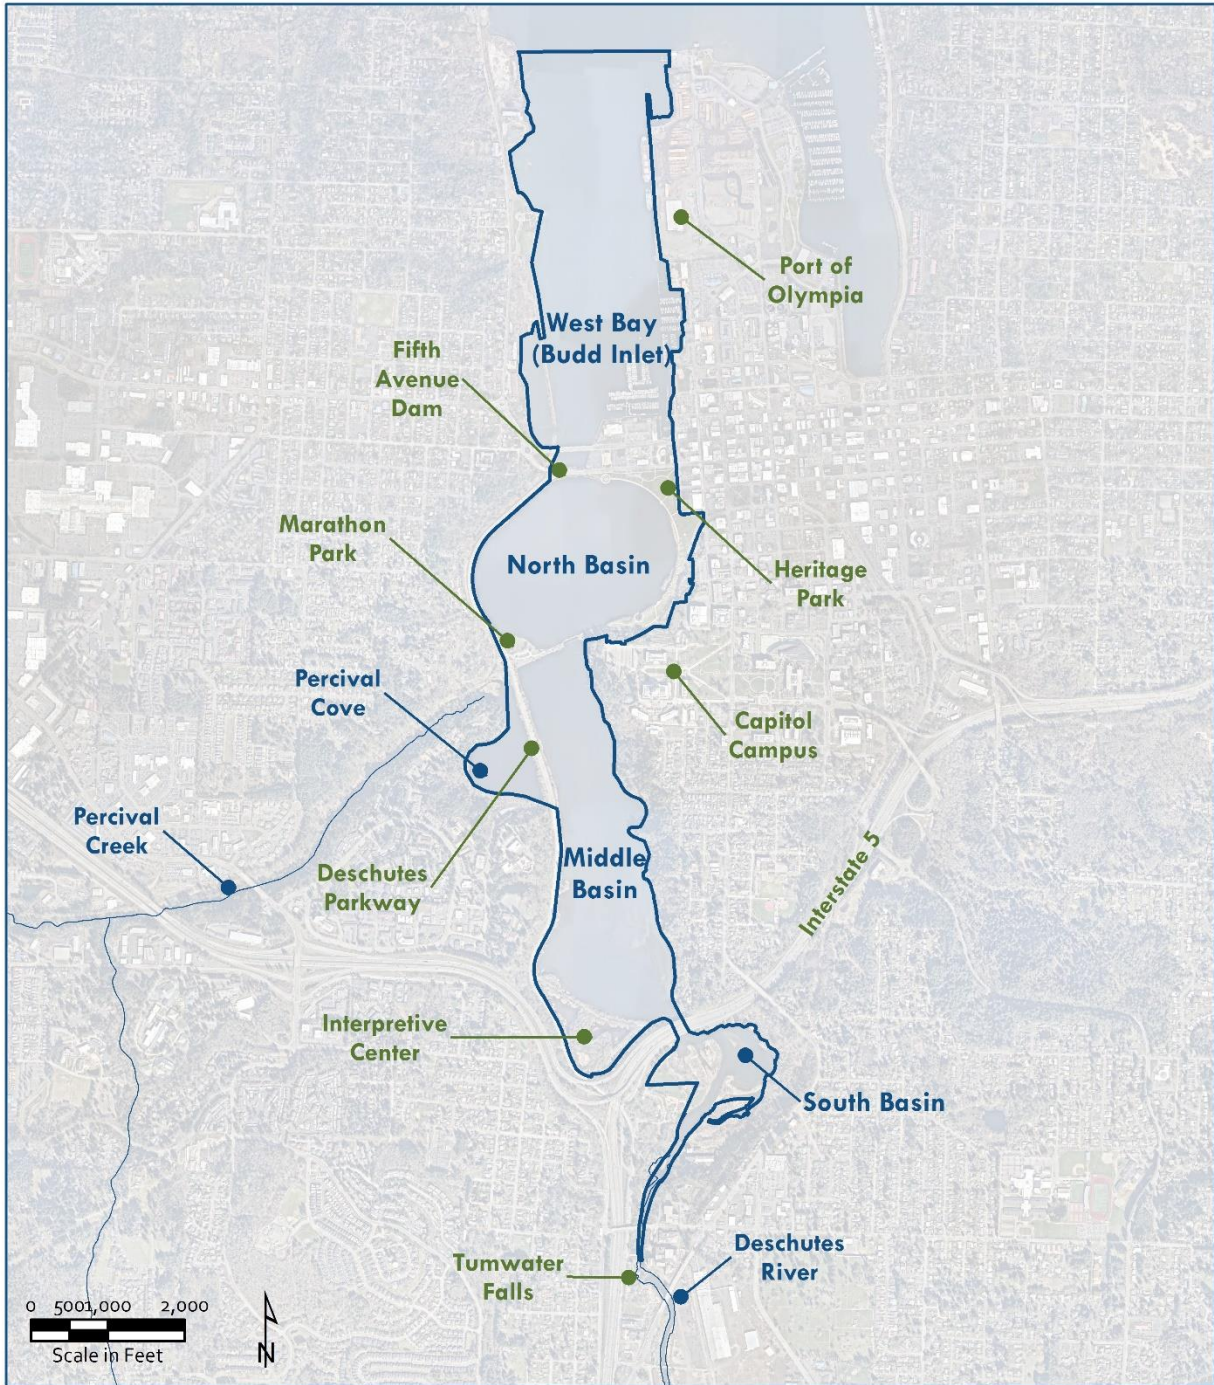 Port of
Olympia
West Bay
(Budd Inlet)
Fifth
Avenue
Dam
Marathon
Park
North Basin
Heritage
Park
Percival
Cove
Capitol
Campus
Percival
Creek
Deschutes
Parkway
Middle
Basin
Interstate 5
Interpretive
Center
South Basin
Deschutes
River
Tumwater
Falls
0 500 1,000 2,000
Scale in Feet
N